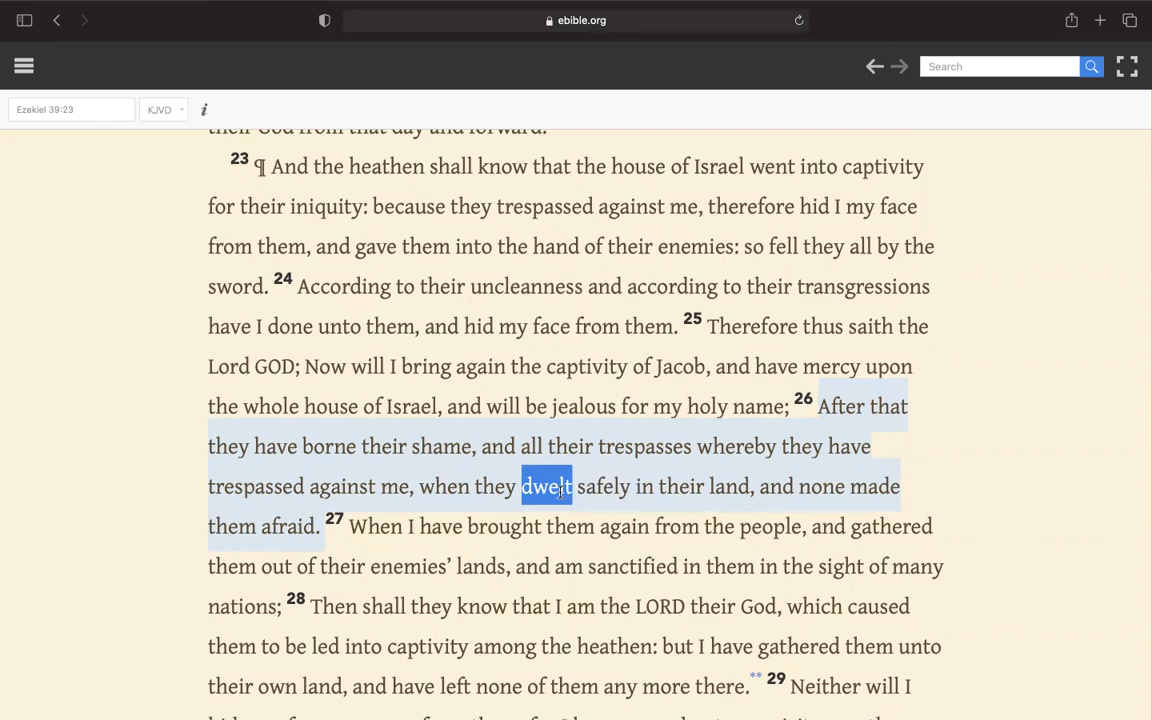 ebible.org
Search
Ezekiel 39:23
KJVD
i
their God from that day and forward.
23 ¶ And the heathen shall know that the house of Israel went into captivity
for their iniquity: because they trespassed against me, therefore hid I my face
from them, and gave them into the hand of their enemies: so fell they all by the
sword. 24 According to their uncleanness and according to their transgressions
have I done unto them, and hid my face from them. 25 Therefore thus saith the
Lord GOD; Now will I bring again the captivity of Jacob, and have mercy upon
the whole house of Israel, and will be jealous for my holy name; 26 After that
they have borne their shame, and all their trespasses whereby they have
trespassed against me, when they dwelt safely in their land, and none made
them afraid. 27 When I have brought them again from the people, and gathered
them out of their enemies’ lands, and am sanctified in them in the sight of many
nations; 28 Then shall they know that I am the LORD their God, which caused
them to be led into captivity among the heathen: but I have gathered them unto
their own land, and have left none of them any more there.** 29 Neither will I